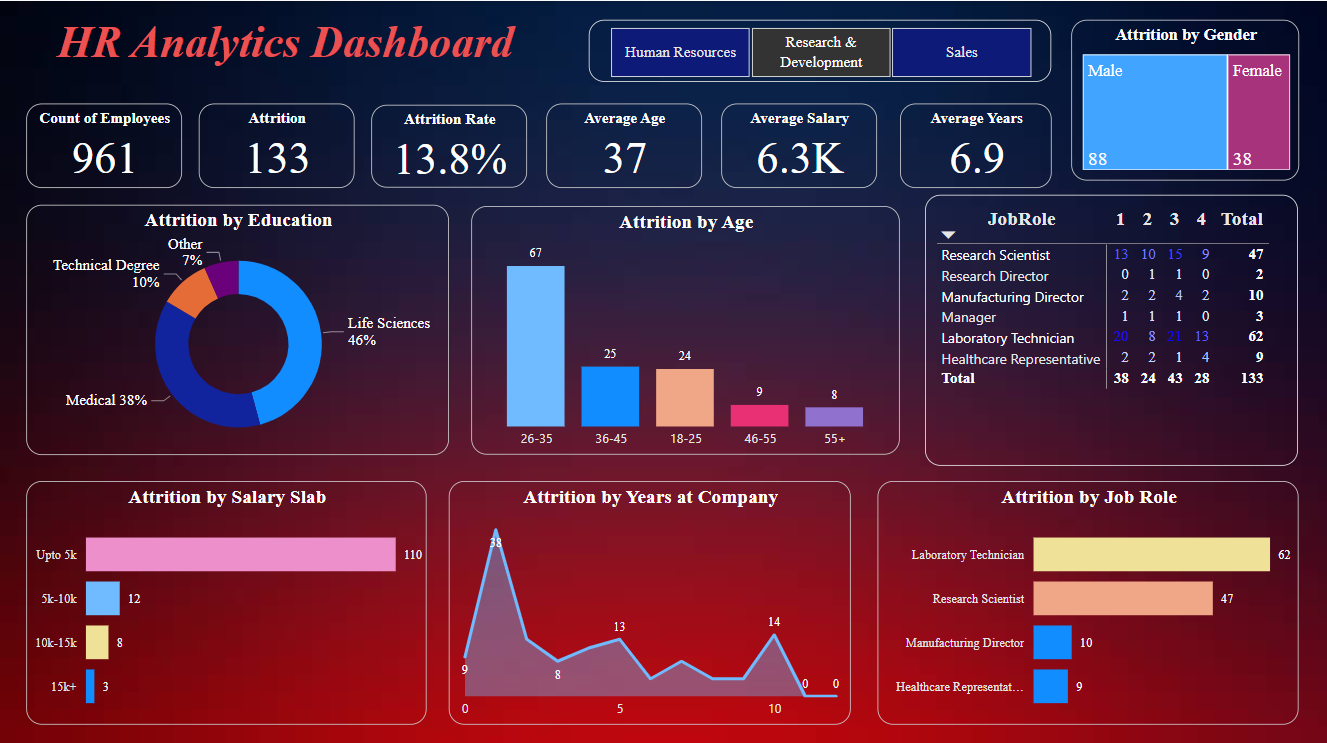 HR Analytics Dashboard
Human Resources
Research &
Development
Sales
Attrition by Gender
Male
Female
88
38
Count of Employees
961
Attrition
133
Attrition Rate
13.8%
Average Age
37
Average Salary
6.3K
Average Years
6.9
Attrition by Education
Other
7%
Technical Degree
10%
Life Sciences
46%
Medical 38%
Attrition by Age
67
25
24
9
8
26-35
36-45
18-25
46-55
55+
JobRole 1 2 3 4 Total
Research Scientist 13 10 15 9 47
Research Director 0 1 1 0 2
Manufacturing Director 2 2 4 2 10
Manager 1 1 1 0 3
Laboratory Technician 20 8 21 13 62
Healthcare Representative 2 2 1 4 9
Total 38 24 43 28 133
Attrition by Salary Slab
Upto 5k 110
5k-10k 12
10k-15k 8
15k+ 3
Attrition by Years at Company
38
13
14
9
8
0
0
0 5 10
Attrition by Job Role
Laboratory Technician 62
Research Scientist 47
Manufacturing Director 10
Healthcare Representat... 9